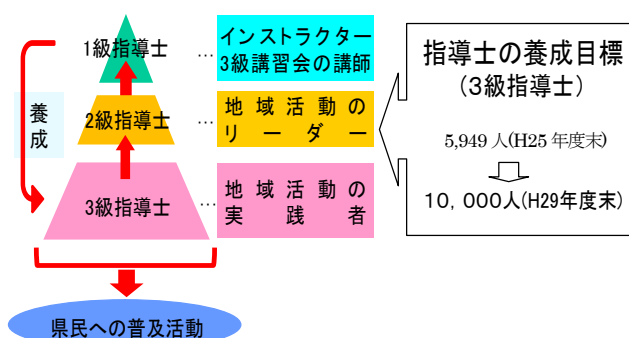 1級指導士
…
インストラクター
3級講習会の講師
養成
2級指導士
…
地域活動の
リーダー
3級指導士
…
地域活動の
実践者
県民への普及活動
指導士の養成目標
(3級指導士)
5,949人(H25年度末)
10,000人(H29年度末)